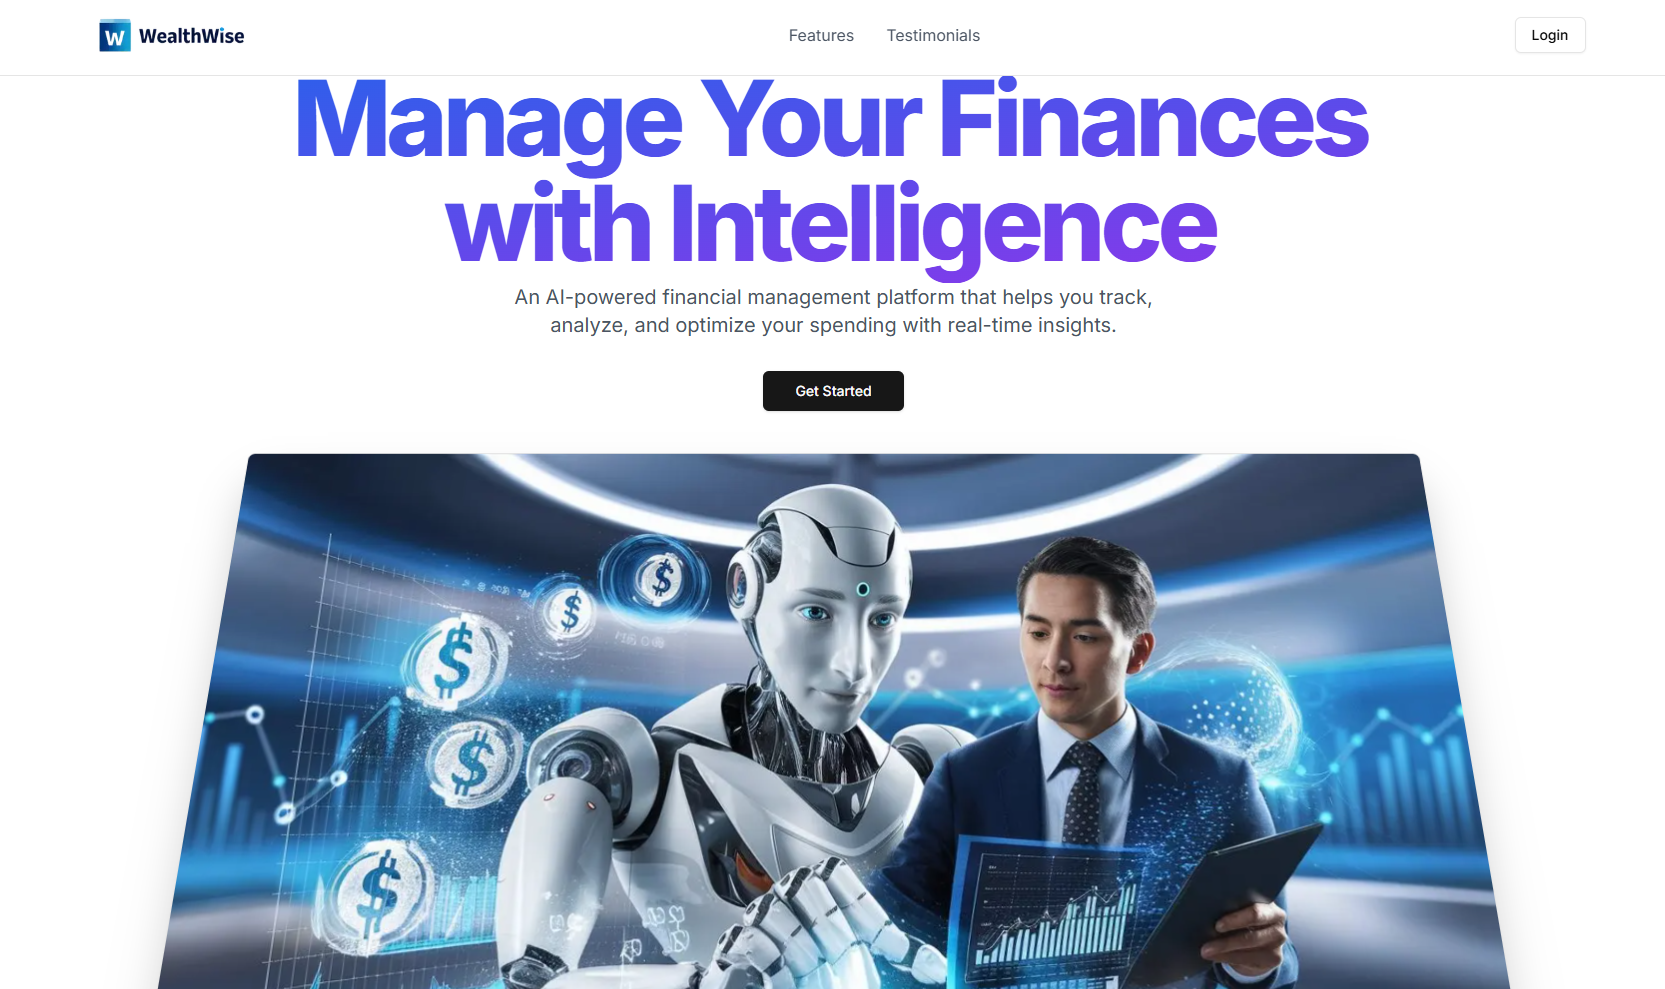 W WealthWise
Features
Testimonials
Login
Manage Your Finances
with Intelligence
An AI-powered financial management platform that helps you track,
analyze, and optimize your spending with real-time insights.
Get Started
$
$
$
$
$